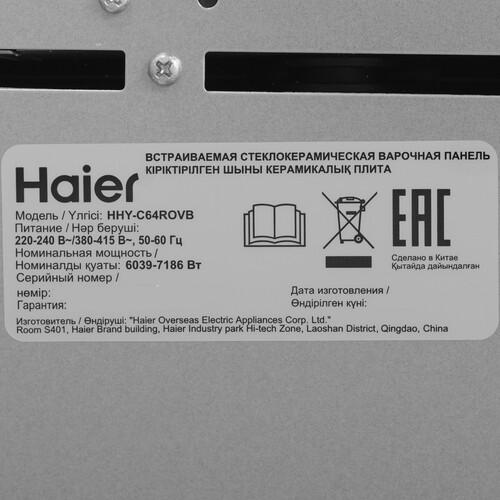 ВСТРАИВАЕМАЯ СТЕКЛОКЕРАМИЧЕСКАЯ ВАРОЧНАЯ ПАНЕЛЬ
КІРІКТІРІЛГЕН ШЫНЫ КЕРАМИКАЛЫҚ ПЛИТА
Haier
Модель / Үлгісі: HHY-C64ROVB
Питание / Нәр беруші:
220-240 В~/380-415 В~, 50-60 Гц
Номинальная мощность /
Номиналды қуаты: 6039-7186 Вт
Серийный номер /
нөмір:
Гарантия:
Дата изготовления /
Өндірілген күні:
EAC
Сделано в Китае
Қытайда дайындалған
Изготовитель / Өндіруші: "Haier Overseas Electric Appliances Corp. Ltd."
Room S401, Haier Brand building, Haier Industry park Hi-tech Zone, Laoshan District, Qingdao, China